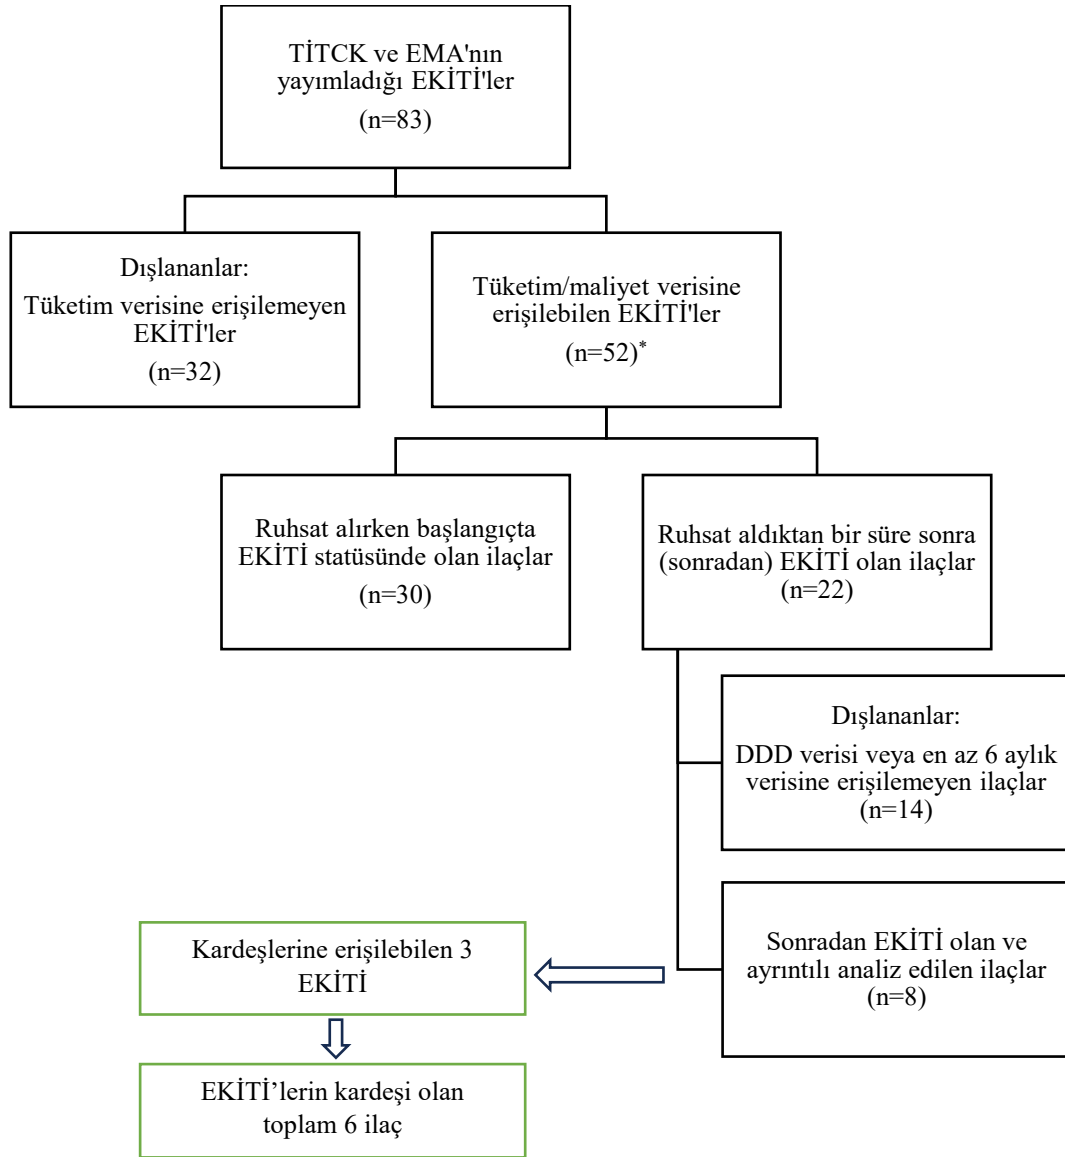 TİTCK ve EMA'nın
yayımladığı EKİTİ'ler
(n=83)
Dışlananlar:
Tüketim verisine erişilemeyen
EKİTİ'ler
(n=32)
Tüketim/maliyet verisine
erişilebilen EKİTİ'ler
(n=52)*
Ruhsat alırken başlangıçta
EKİTİ statüsünde olan ilaçlar
(n=30)
Ruhsat aldıktan bir süre sonra
(sonradan) EKİTİ olan ilaçlar
(n=22)
Dışlananlar:
DDD verisi veya en az 6 aylık
verisine erişilemeyen ilaçlar
(n=14)
Sonradan EKİTİ olan ve
ayrıntılı analiz edilen ilaçlar
(n=8)
Kardeşlerine erişilebilen 3
EKİTİ
EKİTİ’lerin kardeşi olan
toplam 6 ilaç